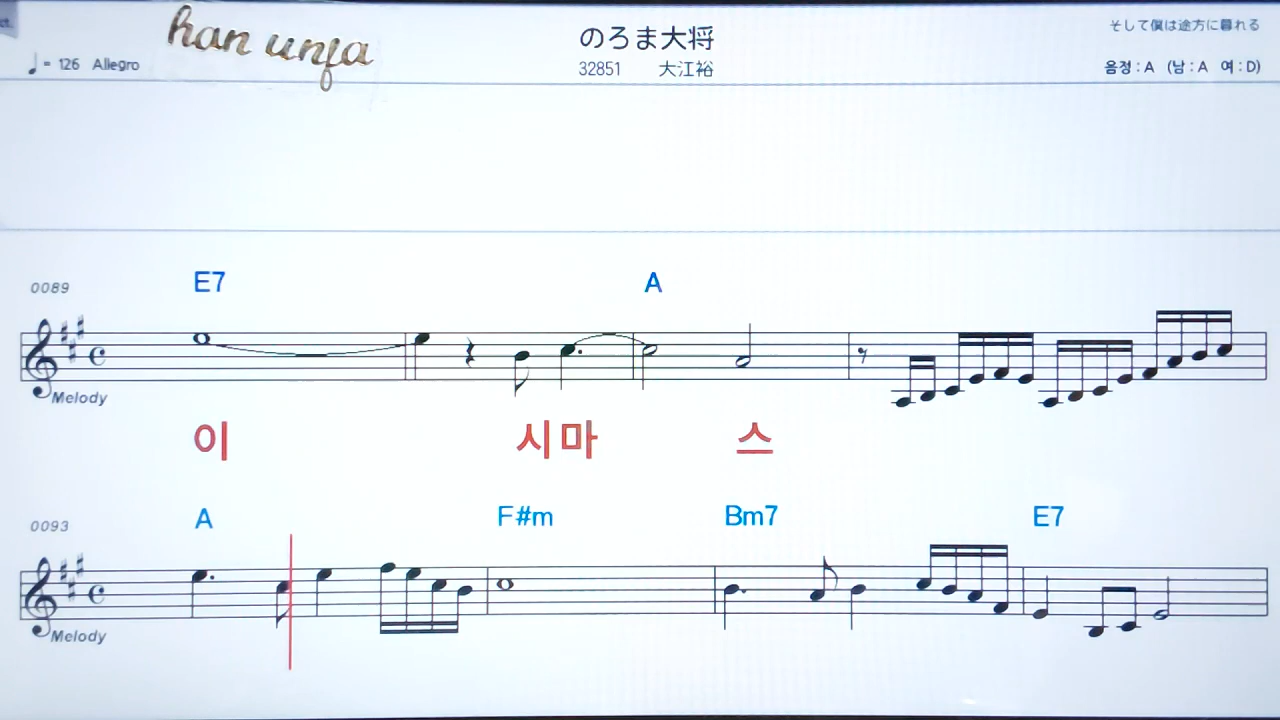 han unfa
のろま大将
そして僕は途方に暮れる
♩= 126 Allegro
32851 大江裕
음정 : A (남 : A 여 : D)
0089 E7 A
Melody
이 시마 스
0093 A F#m Bm7 E7
Melody